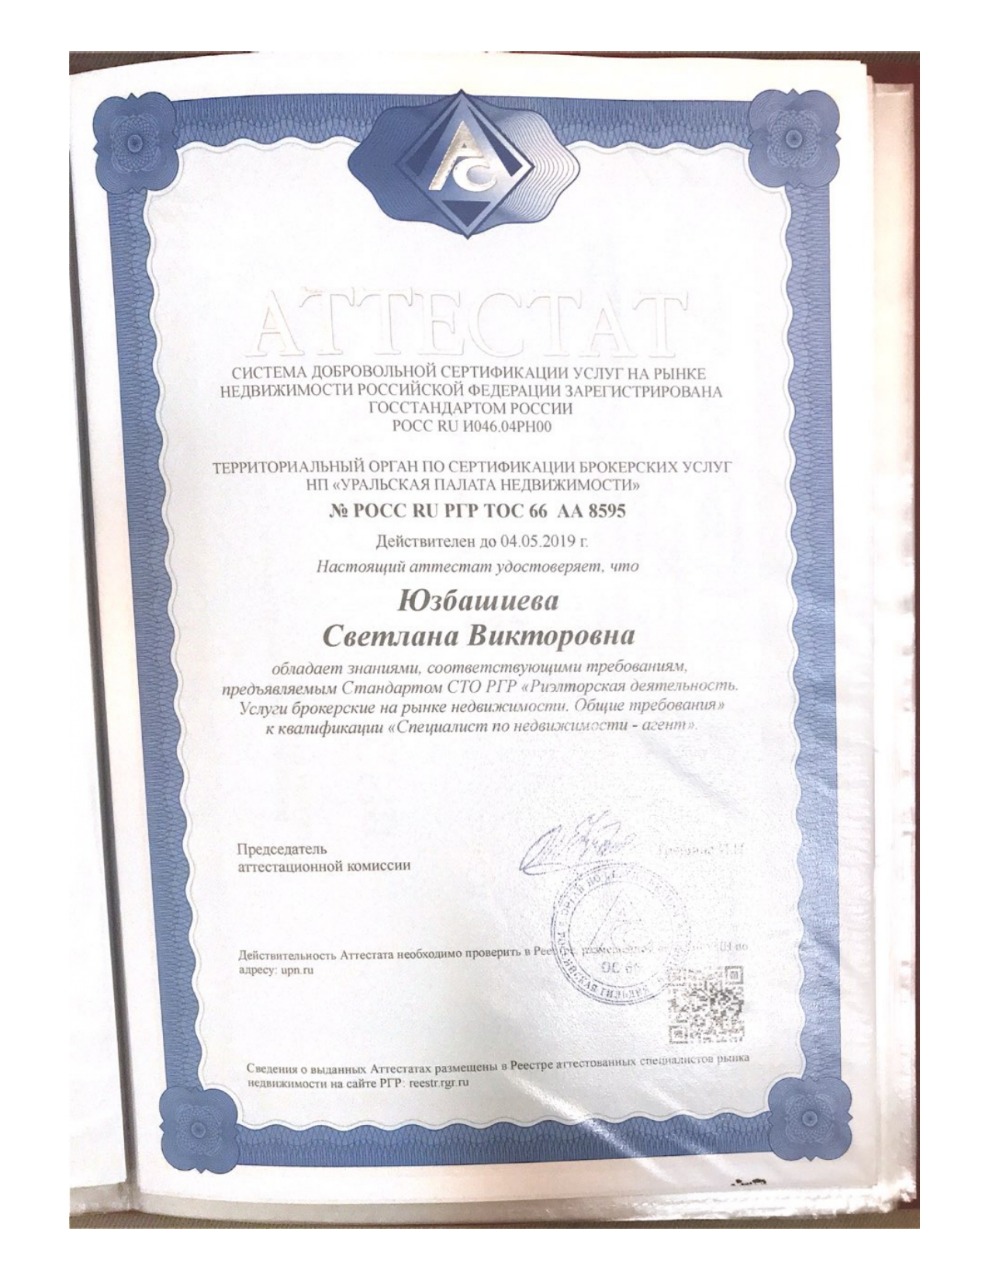 АС
АТТЕСТАТ
СИСТЕМА ДОБРОВОЛЬНОЙ СЕРТИФИКАЦИИ УСЛУГ НА РЫНКЕ
НЕДВИЖИМОСТИ РОССИЙСКОЙ ФЕДЕРАЦИИ ЗАРЕГИСТРИРОВАНА
ГОССТАНДАРТОМ РОССИИ
РОСС RU И046.04РН00
ТЕРРИТОРИАЛЬНЫЙ ОРГАН ПО СЕРТИФИКАЦИИ БРОКЕРСКИХ УСЛУГ
НП «УРАЛЬСКАЯ ПАЛАТА НЕДВИЖИМОСТИ»
№ РОСС RU РГР ТОС 66 АА 8595
Действителен до 04.05.2019 г.
Настоящий аттестат удостоверяет, что
Юзбашиева
Светлана Викторовна
обладает знаниями, соответствующими требованиям,
предъявляемым Стандартом СТО РГР «Риэлторская деятельность.
Услуги брокерские на рынке недвижимости. Общие требования»
к квалификации «Специалист по недвижимости - агент».
Председатель
аттестационной комиссии
Действительность Аттестата необходимо проверить в по
адресу: upn.ru
ОС 66
Сведения о выданных Аттестатах размещены в Реестре аттестованных специалистов рынка
недвижимости на сайте РГР: reestr.rgr.ru